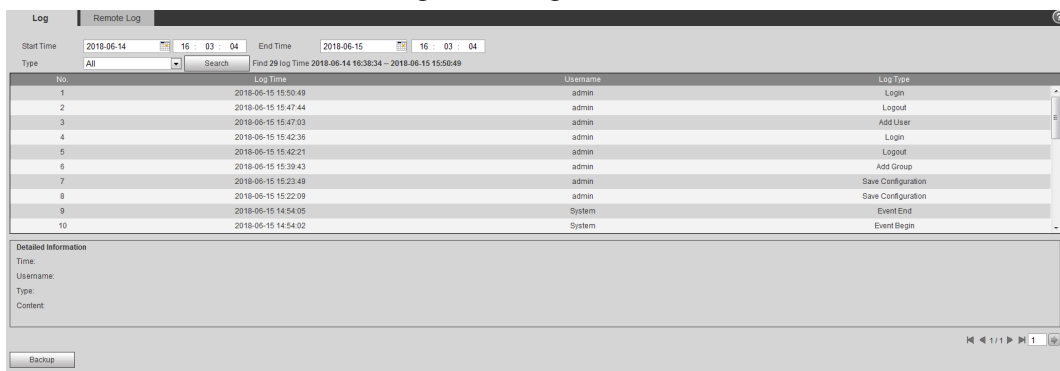 Log Remote Log
Start Time 2018-06-14 16 : 03 : 04 End Time 2018-06-15 16 : 03 : 04
Type All Search Find 29 log Time 2018-06-14 16:38:34 -- 2018-06-15 15:50:49
No. Log Time Username Log Type
1 2018-06-15 15:50:49 admin Login
2 2018-06-15 15:47:44 admin Logout
3 2018-06-15 15:47:03 admin Add User
4 2018-06-15 15:42:36 admin Login
5 2018-06-15 15:42:21 admin Logout
6 2018-06-15 15:39:43 admin Add Group
7 2018-06-15 15:23:49 admin Save Configuration
8 2018-06-15 15:22:09 admin Save Configuration
9 2018-06-15 14:54:05 System Event End
10 2018-06-15 14:54:02 System Event Begin
Detailed Information
Time:
Username:
Type:
Content:
1/1 1
Backup